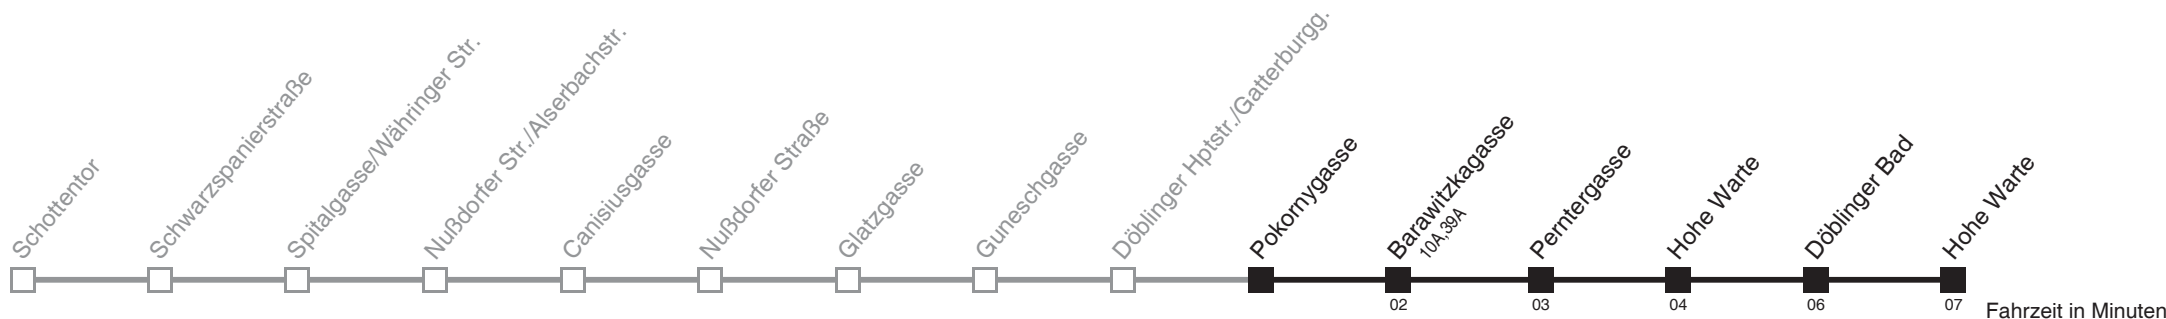 Schottentor
Schwarzspanierstraße
Spitalgasse/Währinger Str.
Nußdorfer Str./Alserbachstr.
Canisiusgasse
Nußdorfer Straße
Glatzgasse
Guneschgasse
Döblinger Hptstr./Gatterburgg.
Pokornygasse
Barawitzkagasse
10A,39A
Perntergasse
Hohe Warte
Döblinger Bad
Hohe Warte
02 03 04 06 07 Fahrzeit in Minuten